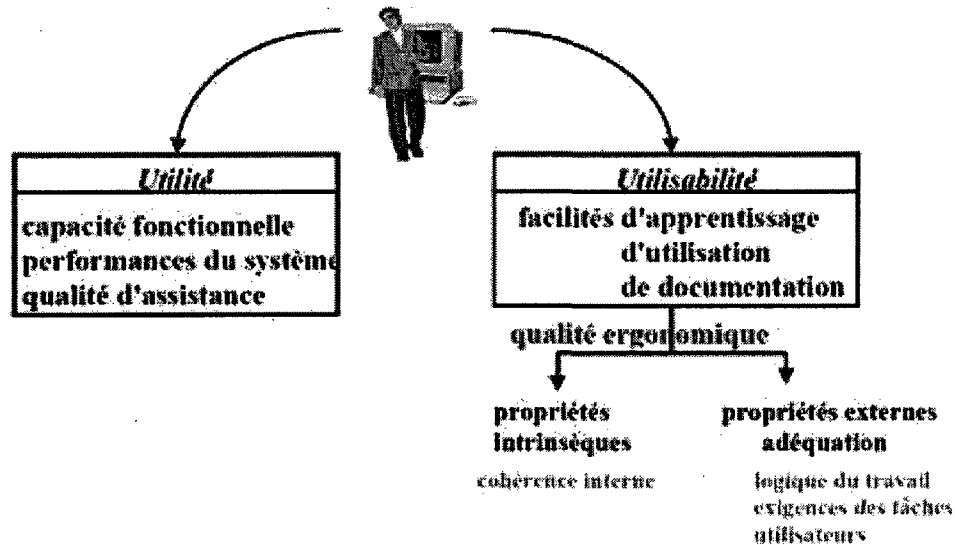 Utilité
capacité fonctionnelle
performances du système
qualité d'assistance
Utilisabilité
facilités d'apprentissage
d'utilisation
de documentation
qualité ergonomique
propriétés
intrinsèques
cohérence interne
propriétés externes
adéquation
logique du travail
exigences des tâches
utilisateurs